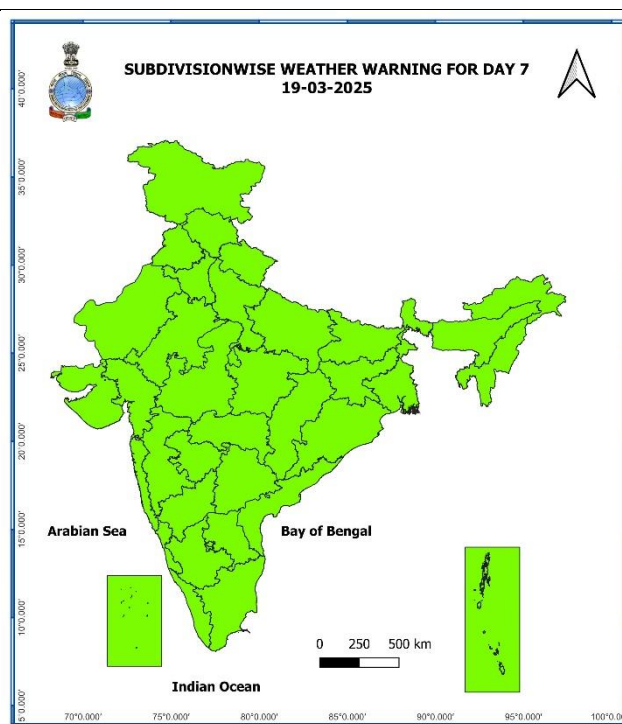 SUBDIVISIONWISE WEATHER WARNING FOR DAY 7
19-03-2025
40°0.000'
35°0.000'
30°0.000'
25°0.000'
20°0.000'
15°0.000'
10°0.000'
5°0.000'
Arabian Sea
Bay of Bengal
0 250 500 km
Indian Ocean
70°0.000' 75°0.000' 80°0.000' 85°0.000' 90°0.000' 95°0.000' 100°0.000'